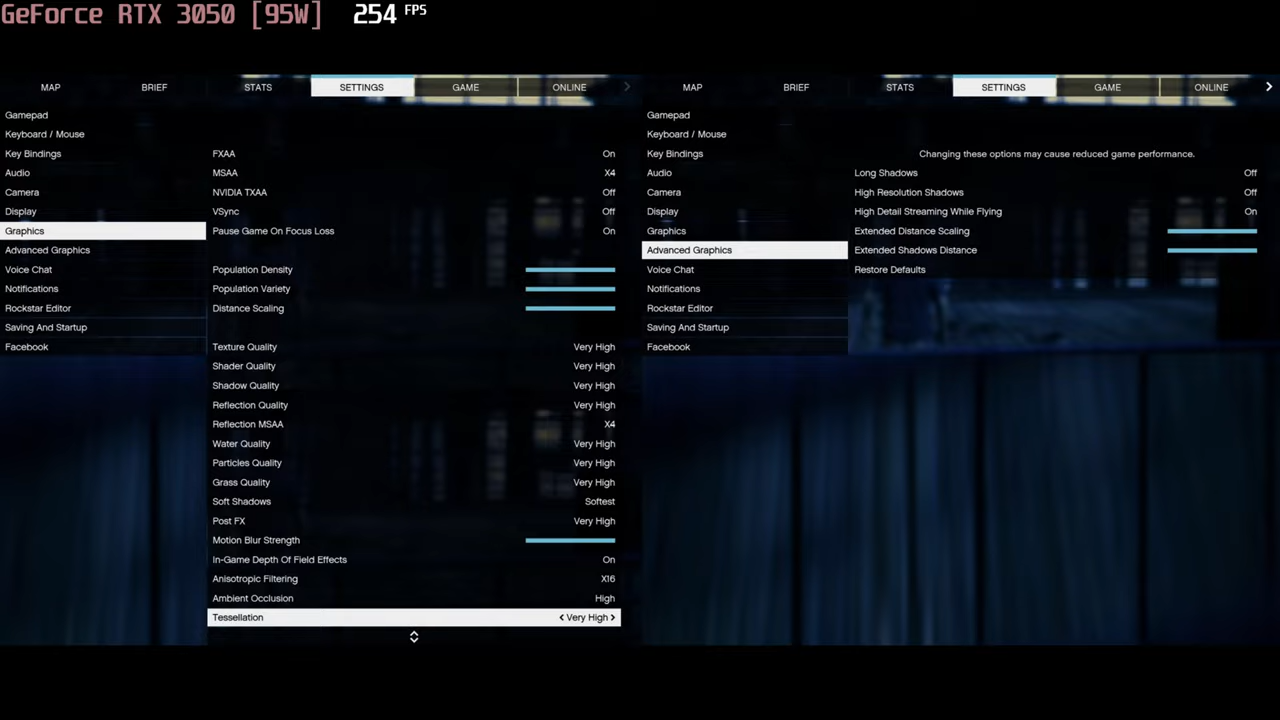 GeForce RTX 3050 [95W] 254 FPS
MAP BRIEF STATS SETTINGS GAME ONLINE
Gamepad
Keyboard / Mouse
Key Bindings
Audio
Camera
Display
Graphics
Advanced Graphics
Voice Chat
Notifications
Rockstar Editor
Saving And Startup
Facebook
FXAA On
MSAA X4
NVIDIA TXAA Off
VSync Off
Pause Game On Focus Loss On
Population Density
Population Variety
Distance Scaling
Texture Quality Very High
Shader Quality Very High
Shadow Quality Very High
Reflection Quality Very High
Reflection MSAA X4
Water Quality Very High
Particles Quality Very High
Grass Quality Very High
Soft Shadows Softest
Post FX Very High
Motion Blur Strength
In-Game Depth Of Field Effects On
Anisotropic Filtering X16
Ambient Occlusion High
Tessellation Very High
MAP BRIEF STATS SETTINGS GAME ONLINE
Gamepad
Keyboard / Mouse
Key Bindings
Audio
Camera
Display
Graphics
Advanced Graphics
Voice Chat
Notifications
Rockstar Editor
Saving And Startup
Facebook
Changing these options may cause reduced game performance.
Long Shadows Off
High Resolution Shadows Off
High Detail Streaming While Flying On
Extended Distance Scaling
Extended Shadows Distance
Restore Defaults